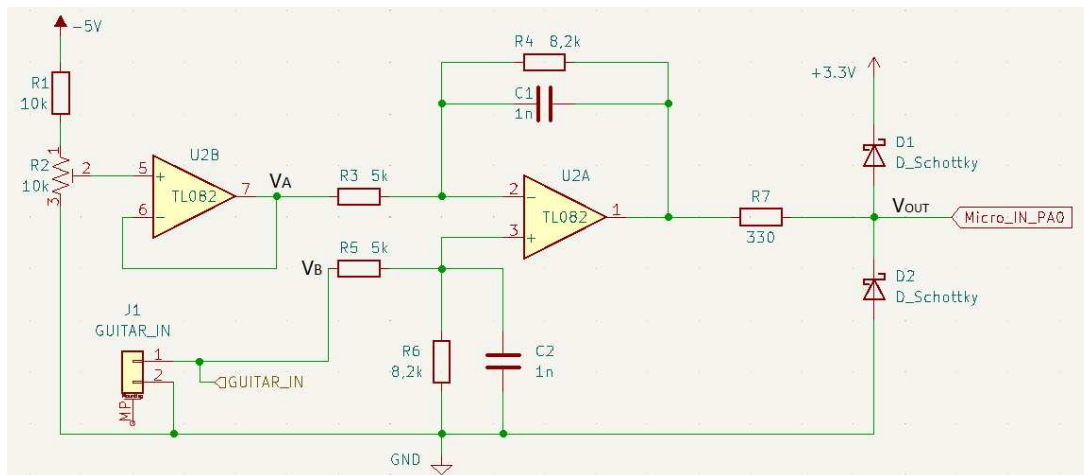 -5V
R1
10k
1
R2
10k
2
3
U2B
5
+
TL082
7
6
-
VA
R3 5k
R4 8,2k
C1
1n
U2A
2
-
TL082
1
3
+
VB
R5 5k
J1
GUITAR_IN
1
2
MP
GUITAR_IN
R6
8,2k
C2
1n
GND
R7
330
+3.3V
D1
D_Schottky
VOUT
Micro_IN_PA0
D2
D_Schottky